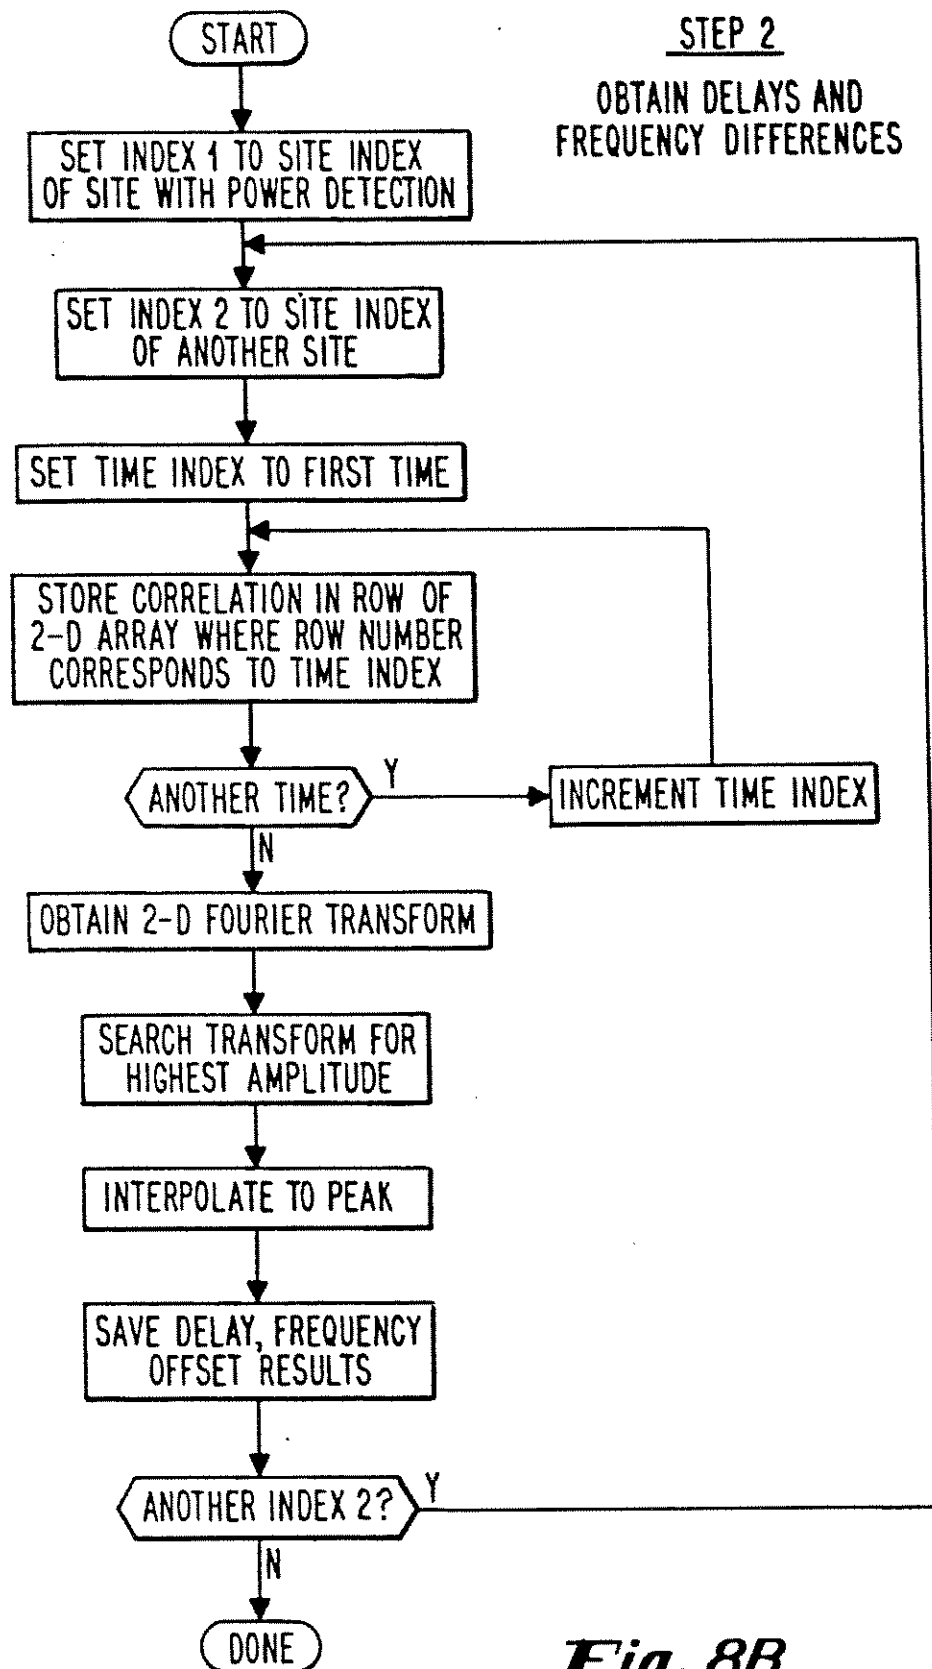 START
STEP 2
OBTAIN DELAYS AND
FREQUENCY DIFFERENCES
SET INDEX 1 TO SITE INDEX
OF SITE WITH POWER DETECTION
SET INDEX 2 TO SITE INDEX
OF ANOTHER SITE
SET TIME INDEX TO FIRST TIME
STORE CORRELATION IN ROW OF
2-D ARRAY WHERE ROW NUMBER
CORRESPONDS TO TIME INDEX
ANOTHER TIME?
Y
INCREMENT TIME INDEX
N
OBTAIN 2-D FOURIER TRANSFORM
SEARCH TRANSFORM FOR
HIGHEST AMPLITUDE
INTERPOLATE TO PEAK
SAVE DELAY, FREQUENCY
OFFSET RESULTS
ANOTHER INDEX 2?
Y
N
DONE
Fig. 8B